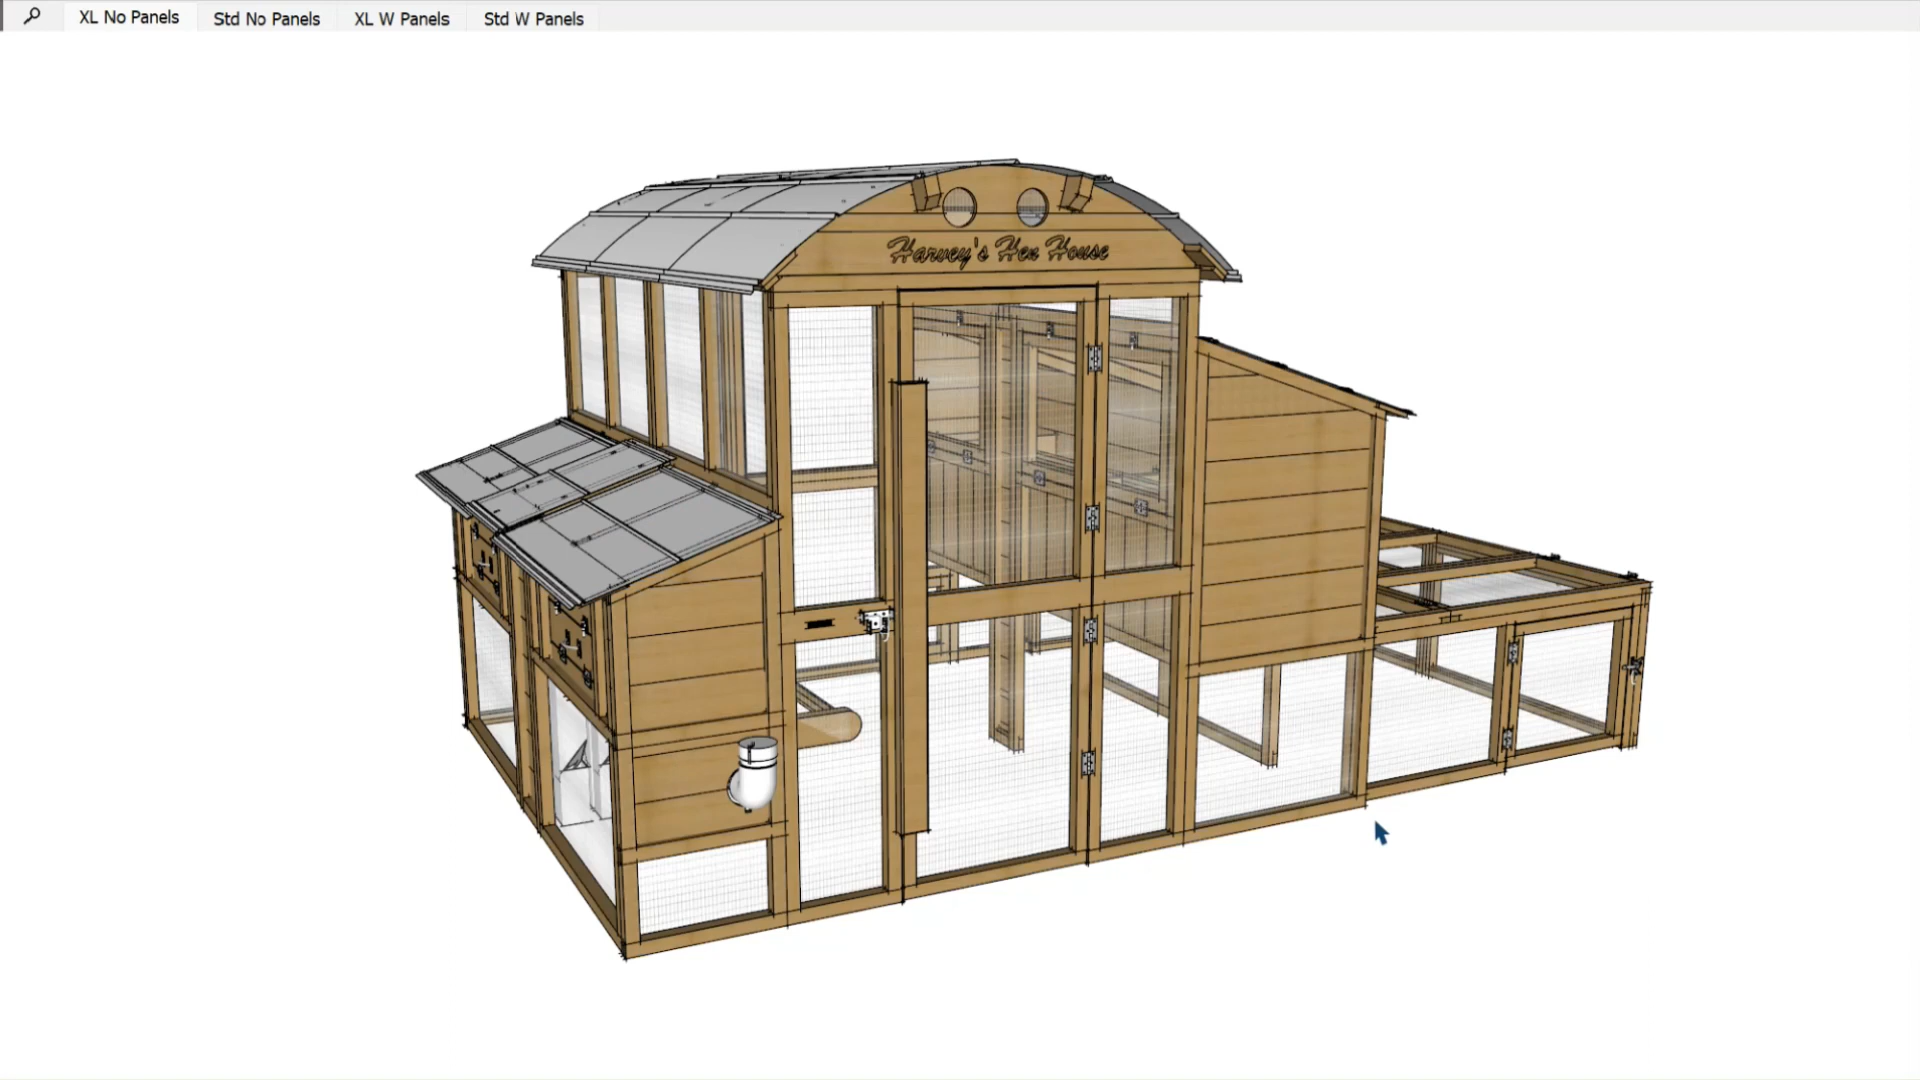 XL No Panels
Std No Panels
XL W Panels
Std W Panels
Harvey's Hen House